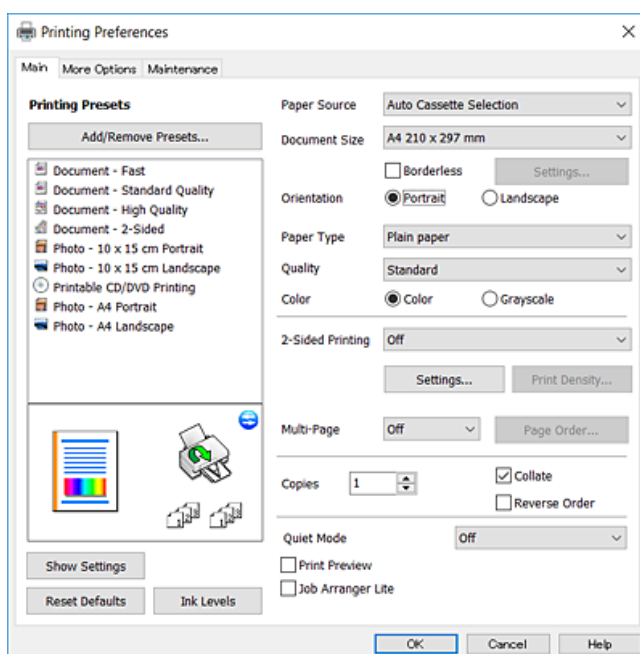 Printing Preferences
Main More Options Maintenance
Printing Presets
Add/Remove Presets...
Document - Fast
Document - Standard Quality
Document - High Quality
Document - 2-Sided
Photo - 10 x 15 cm Portrait
Photo - 10 x 15 cm Landscape
Printable CD/DVD Printing
Photo - A4 Portrait
Photo - A4 Landscape
Show Settings
Reset Defaults Ink Levels
Paper Source Auto Cassette Selection
Document Size A4 210 x 297 mm
Borderless Settings...
Orientation Portrait Landscape
Paper Type Plain paper
Quality Standard
Color Color Grayscale
2-Sided Printing Off
Settings... Print Density...
Multi-Page Off Page Order...
Copies 1 Collate
Reverse Order
Quiet Mode Off
Print Preview
Job Arranger Lite
OK Cancel Help